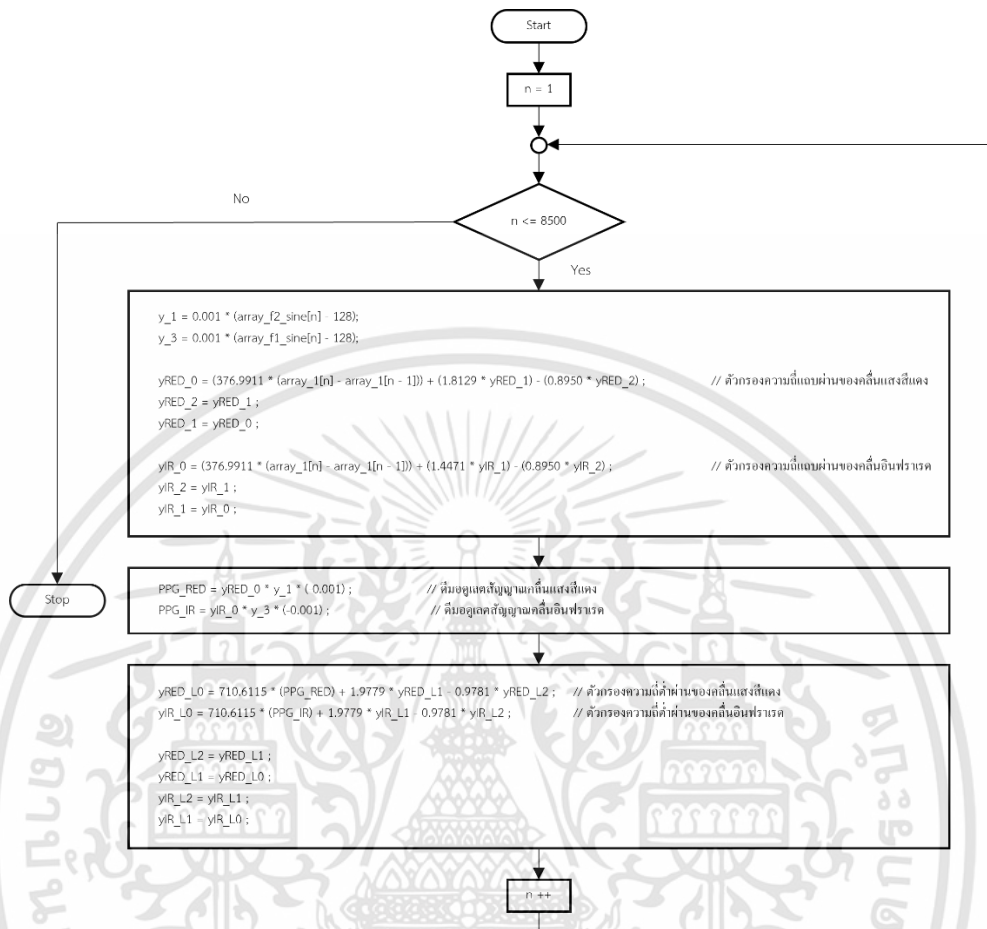 Start
n = 1
No
n <= 8500
Yes
y_1 = 0.001 * (array_f2_sine[n] - 128);
y_3 = 0.001 * (array_f1_sine[n] - 128);
yRED_0 = (376.9911 * (array_1[n] - array_1[n - 1])) + (1.8129 * yRED_1) - (0.8950 * yRED_2) ; // ตัวกรองความถี่แถบผ่านของคลื่นแสงสีแดง
yRED_2 = yRED_1 ;
yRED_1 = yRED_0 ;
yIR_0 = (376.9911 * (array_1[n] - array_1[n - 1])) + (1.4471 * yIR_1) - (0.8950 * yIR_2) ; // ตัวกรองความถี่แถบผ่านของคลื่นอินฟราเรด
yIR_2 = yIR_1 ;
yIR_1 = yIR_0 ;
Stop
PPG_RED = yRED_0 * y_1 * ( 0.001) ; // ดีมอดูเลตสัญญาณคลื่นแสงสีแดง
PPG_IR = yIR_0 * y_3 * (-0.001) ; // ดีมอดูเลตสัญญาณคลื่นอินฟราเรด
yRED_L0 = 710.6115 * (PPG_RED) + 1.9779 * yRED_L1 - 0.9781 * yRED_L2 ; // ตัวกรองความถี่ต่ำผ่านของคลื่นแสงสีแดง
yIR_L0 = 710.6115 * (PPG_IR) + 1.9779 * yIR_L1 - 0.9781 * yIR_L2 ; // ตัวกรองความถี่ต่ำผ่านของคลื่นอินฟราเรด
yRED_L2 = yRED_L1 ;
yRED_L1 = yRED_L0 ;
yIR_L2 = yIR_L1 ;
yIR_L1 = yIR_L0 ;
n ++